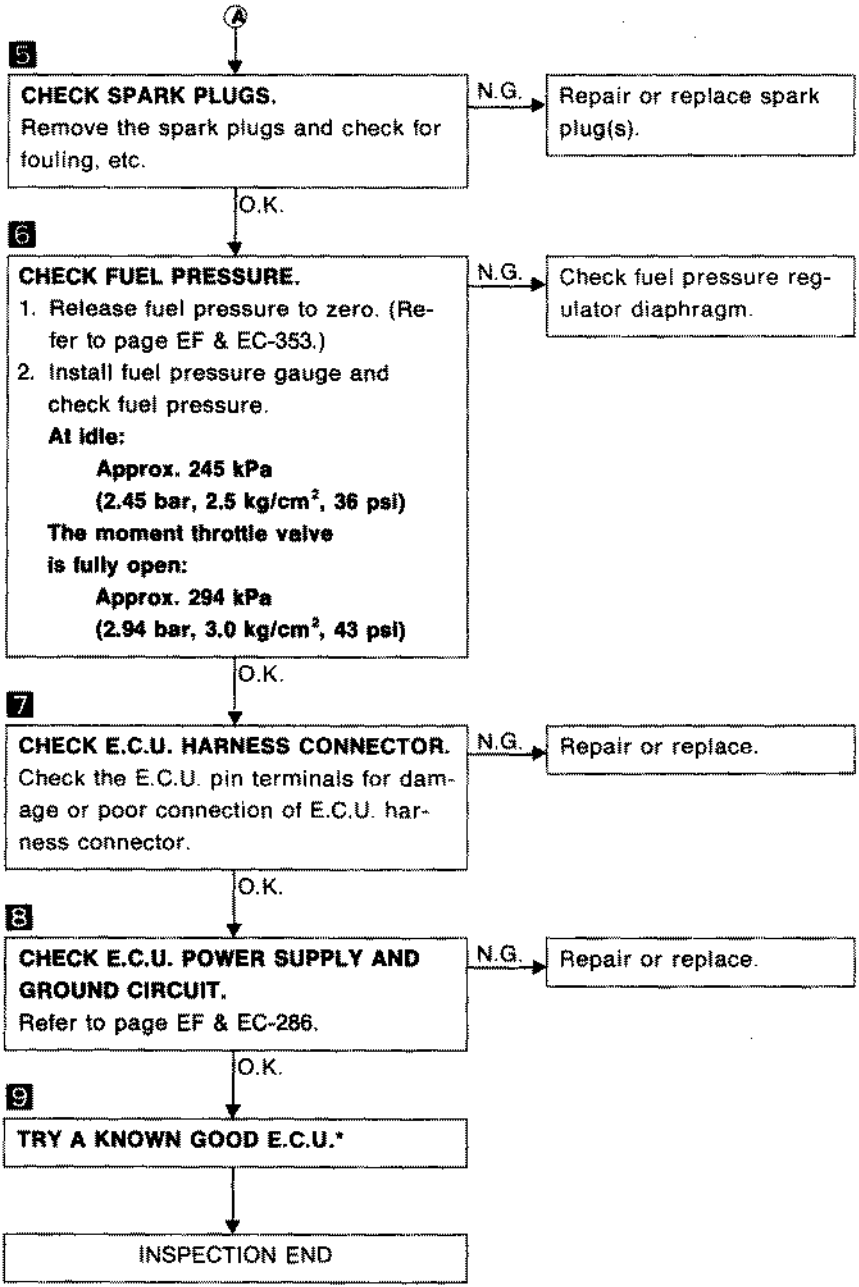 A
5
CHECK SPARK PLUGS.
Remove the spark plugs and check for
fouling, etc.
N.G.
Repair or replace spark
plug(s).
O.K.
6
CHECK FUEL PRESSURE.
1. Release fuel pressure to zero. (Re-
fer to page EF & EC-353.)
2. Install fuel pressure gauge and
check fuel pressure.
At idle:
Approx. 245 kPa
(2.45 bar, 2.5 kg/cm², 36 psi)
The moment throttle valve
is fully open:
Approx. 294 kPa
(2.94 bar, 3.0 kg/cm², 43 psi)
N.G.
Check fuel pressure reg-
ulator diaphragm.
O.K.
7
CHECK E.C.U. HARNESS CONNECTOR.
Check the E.C.U. pin terminals for dam-
age or poor connection of E.C.U. har-
ness connector.
N.G.
Repair or replace.
O.K.
8
CHECK E.C.U. POWER SUPPLY AND
GROUND CIRCUIT.
Refer to page EF & EC-286.
N.G.
Repair or replace.
O.K.
9
TRY A KNOWN GOOD E.C.U.*
INSPECTION END